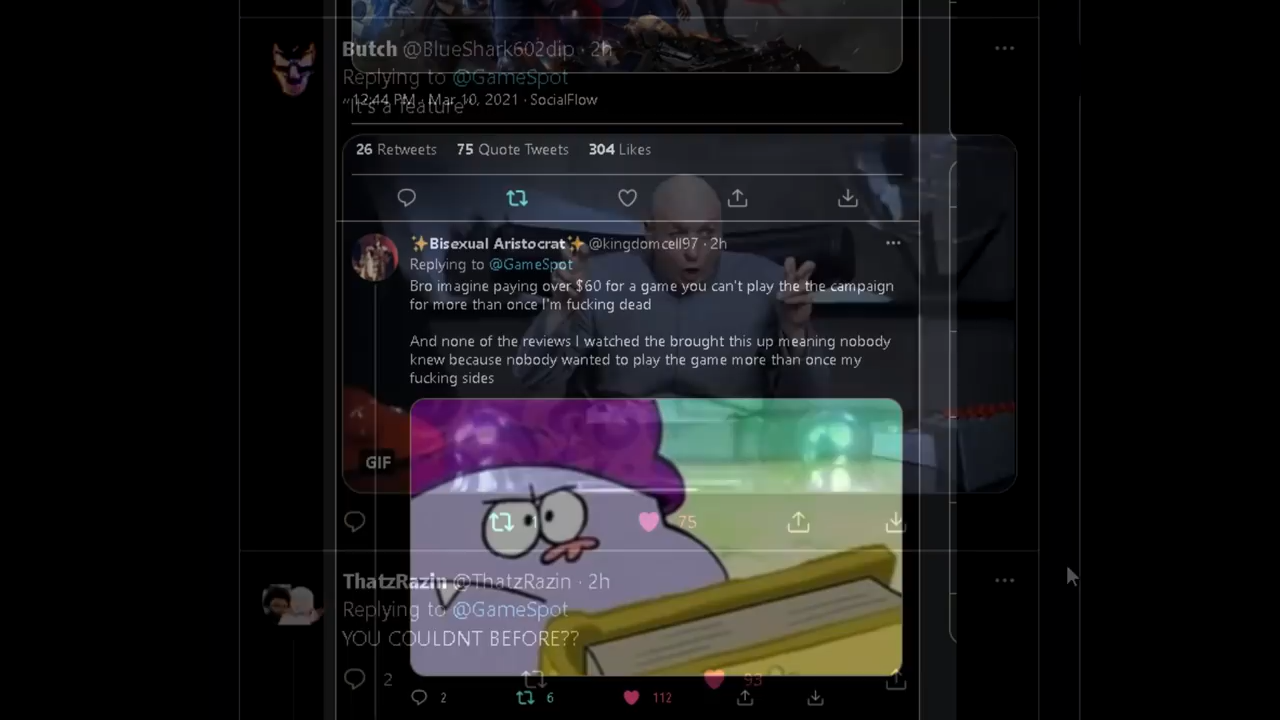 Butch @BlueShark602dip · 2h
Replying to @GameSpot
"It's a feature"
12:44 PM · Mar 10, 2021 · SocialFlow
26 Retweets 75 Quote Tweets 304 Likes
✨Bisexual Aristocrat✨ @kingdomcell97 · 2h
Replying to @GameSpot
Bro imagine paying over $60 for a game you can't play the the campaign
for more than once I'm fucking dead
And none of the reviews I watched the brought this up meaning nobody
knew because nobody wanted to play the game more than once my
fucking sides
GIF
1 75
ThatzRazin @ThatzRazin · 2h
Replying to @GameSpot
YOU COULDNT BEFORE??
2 93
2 6 112